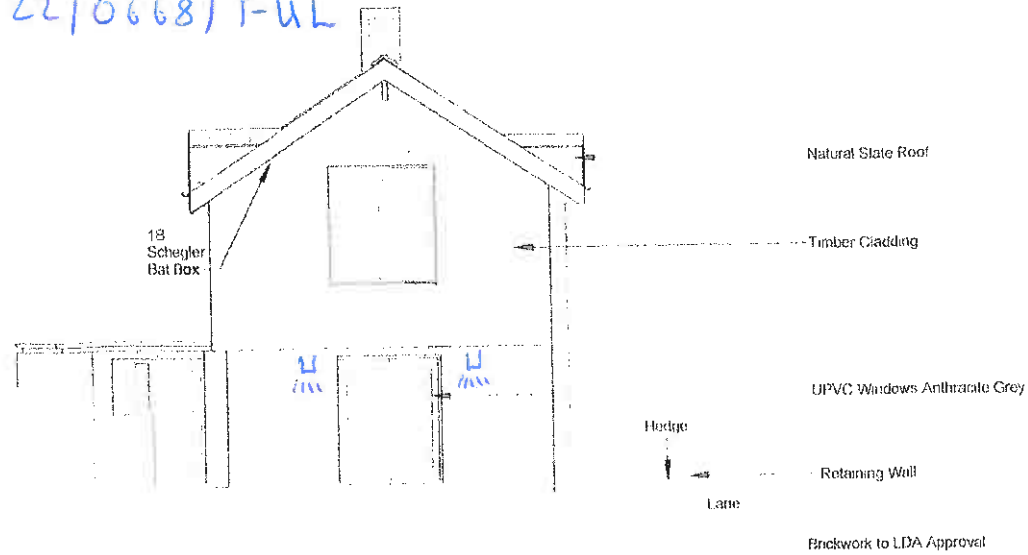 22/0668/FUL
Natural Slate Roof
18
Schegler
Bat Box
Timber Cladding
UPVC Windows Anthracite Grey
Hedge
Retaining Wall
Lane
Brickwork to LDA Approval